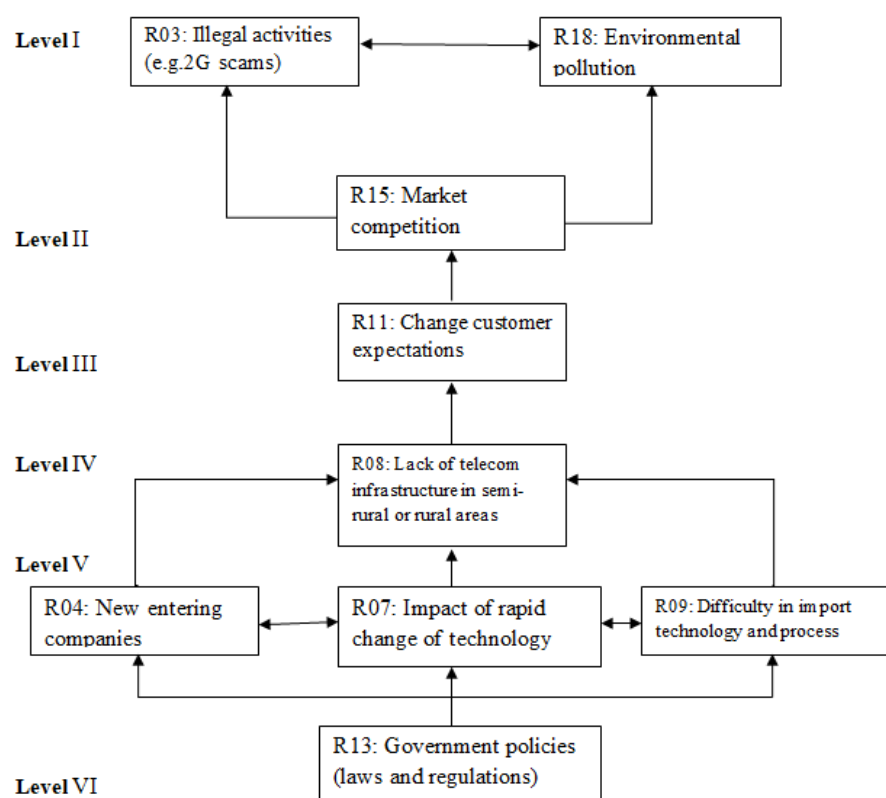 Level I
R03: Illegal activities
(e.g.2G scams)
R18: Environmental
pollution
R15: Market
competition
Level II
R11: Change customer
expectations
Level III
Level IV
R08: Lack of telecom
infrastructure in semi-
rural or rural areas
Level V
R04: New entering
companies
R07: Impact of rapid
change of technology
R09: Difficulty in import
technology and process
R13: Government policies
(laws and regulations)
Level VI